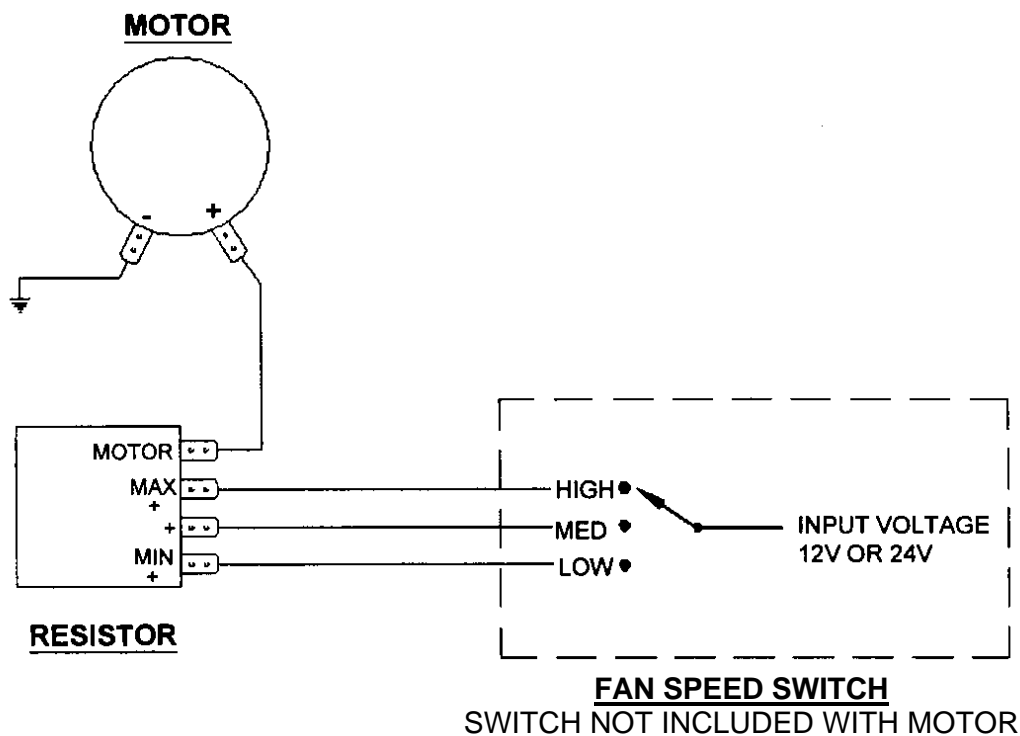 MOTOR
- +
MOTOR
MAX
+
+
MIN
+
RESISTOR
HIGH
MED
LOW
INPUT VOLTAGE
12V OR 24V
FAN SPEED SWITCH
SWITCH NOT INCLUDED WITH MOTOR